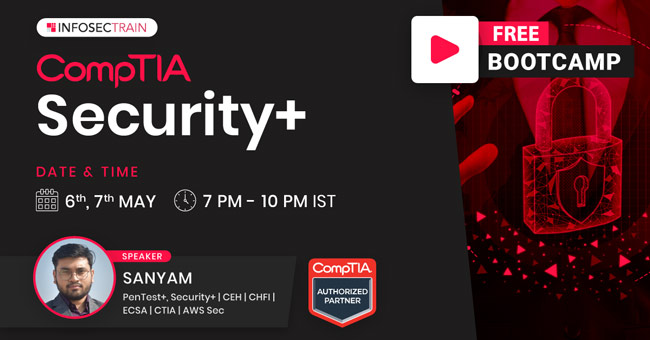 INFOSECTRAIN
FREE
BOOTCAMP
CompTIA
Security+
DATE & TIME
6th, 7th MAY
7 PM - 10 PM IST
SPEAKER
SANYAM
PenTest+, Security+ | CEH | CHFI |
ECSA | CTIA | AWS Sec
CompTIA
AUTHORIZED
PARTNER